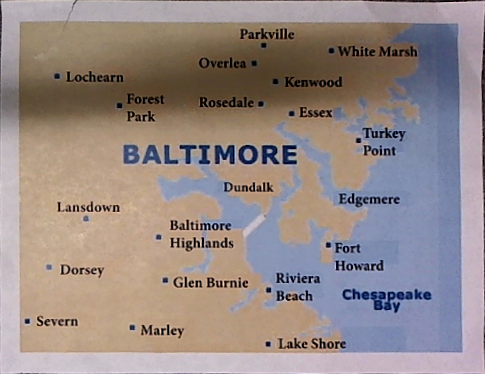 Parkville
White Marsh
Overlea
Lochearn
Kenwood
Forest
Park
Rosedale
Essex
Turkey
Point
BALTIMORE
Dundalk
Edgemere
Lansdown
Baltimore
Highlands
Fort
Howard
Dorsey
Glen Burnie
Riviera
Beach
Chesapeake
Bay
Severn
Marley
Lake Shore